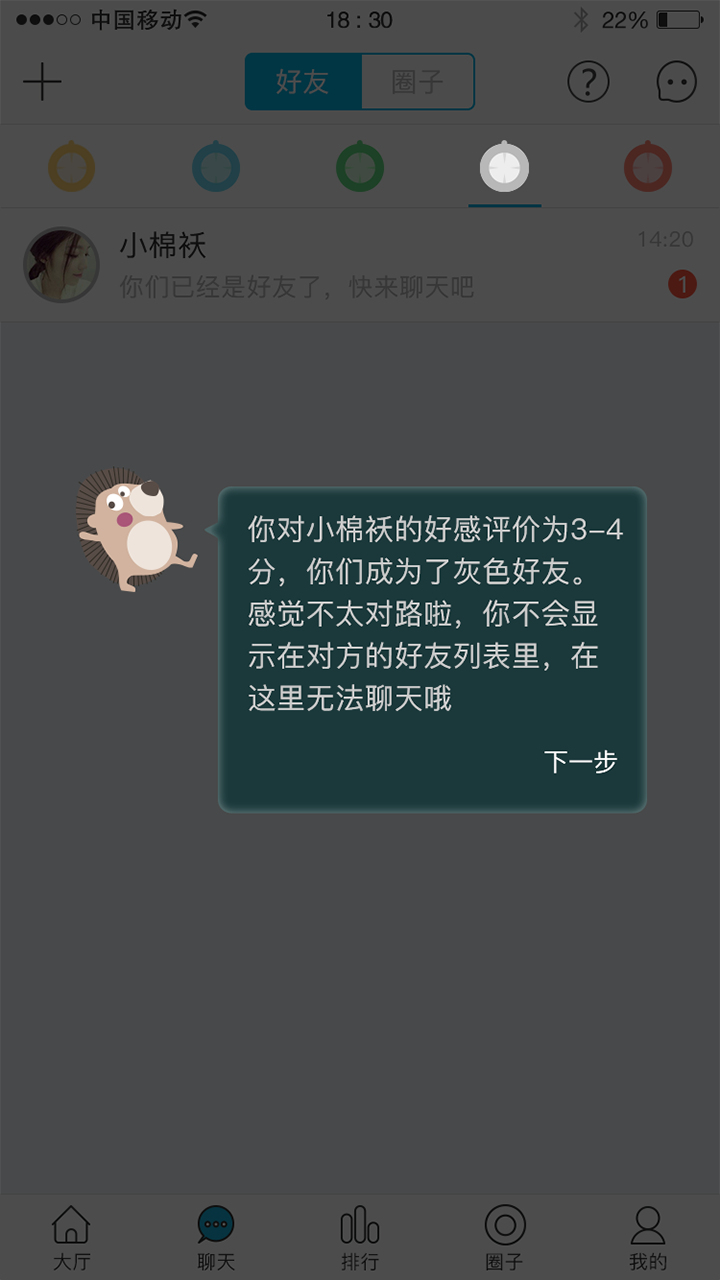 中国移动 18:30 22%
好友 圈子
小棉袄 14:20
你们已经是好友了，快来聊天吧 1
你对小棉袄的好感评价为3-4
分，你们成为了灰色好友。
感觉不太对路啦，你不会显
示在对方的好友列表里，在
这里无法聊天哦
下一步
大厅 聊天 排行 圈子 我的